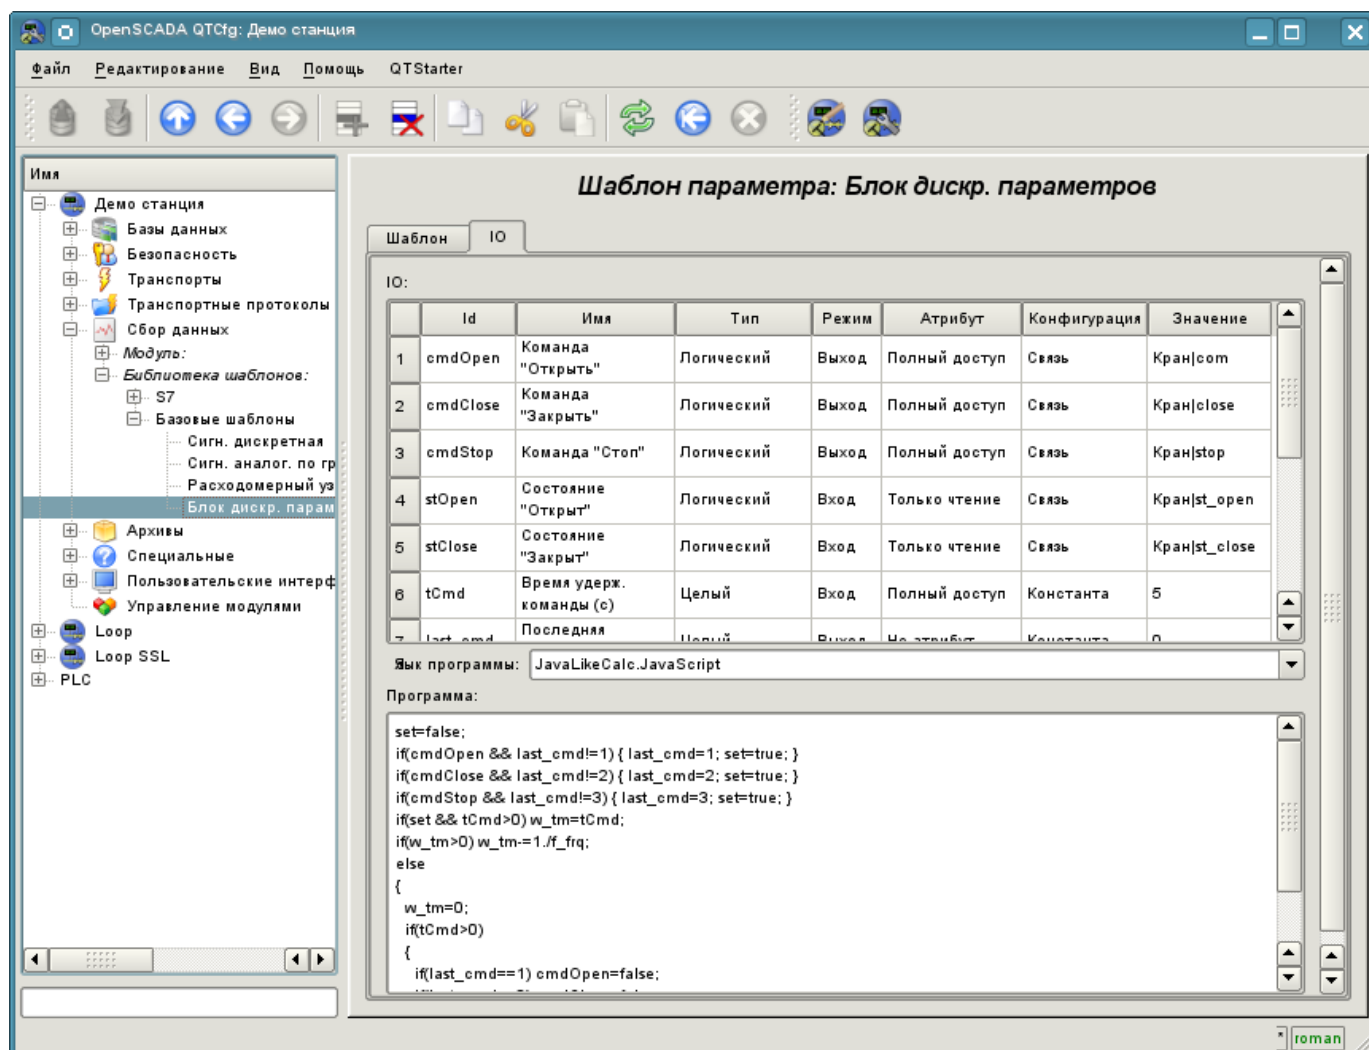 OpenSCADA QTCfg: Демо станция
Файл Редактирование Вид Помощь QTStarter
Имя
Демо станция
Базы данных
Безопасность
Транспорты
Транспортные протоколы
Сбор данных
Модуль:
Библиотека шаблонов:
S7
Базовые шаблоны
Сигн. дискретная
Сигн. аналог. по гр
Расходомерный уз
Блок дискр. парам
Архивы
Специальные
Пользовательские интерф
Управление модулями
Loop
Loop SSL
PLC
Шаблон параметра: Блок дискр. параметров
Шаблон IO
IO:
Id Имя Тип Режим Атрибут Конфигурация Значение
1 cmdOpen Команда "Открыть" Логический Выход Полный доступ Связь Кран|com
2 cmdClose Команда "Закрыть" Логический Выход Полный доступ Связь Кран|close
3 cmdStop Команда "Стоп" Логический Выход Полный доступ Связь Кран|stop
4 stOpen Состояние "Открыт" Логический Вход Только чтение Связь Кран|st_open
5 stClose Состояние "Закрыт" Логический Вход Только чтение Связь Кран|st_close
6 tCmd Время удерж. команды (с) Целый Вход Полный доступ Константа 5
7 last_cmd Последняя Целый Выход Не атрибут Константа 0
Язык программы: JavaLikeCalc.JavaScript
Программа:
set=false;
if(cmdOpen && last_cmd!=1) { last_cmd=1; set=true; }
if(cmdClose && last_cmd!=2) { last_cmd=2; set=true; }
if(cmdStop && last_cmd!=3) { last_cmd=3; set=true; }
if(set && tCmd>0) w_tm=tCmd;
if(w_tm>0) w_tm-=1./f_frq;
else
{
w_tm=0;
if(tCmd>0)
{
if(last_cmd==1) cmdOpen=false;
* roman